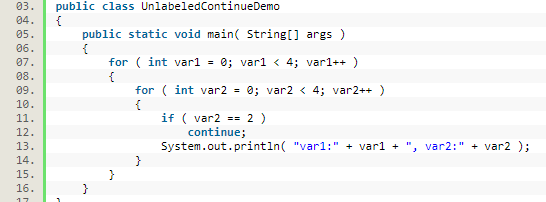 03. public class UnlabeledContinueDemo
04. {
05.     public static void main( String[] args )
06.     {
07.         for ( int var1 = 0; var1 < 4; var1++ )
08.         {
09.             for ( int var2 = 0; var2 < 4; var2++ )
10.             {
11.                 if ( var2 == 2 )
12.                     continue;
13.                 System.out.println( "var1:" + var1 + ", var2:" + var2 );
14.             }
15.         }
16.     }
17. }